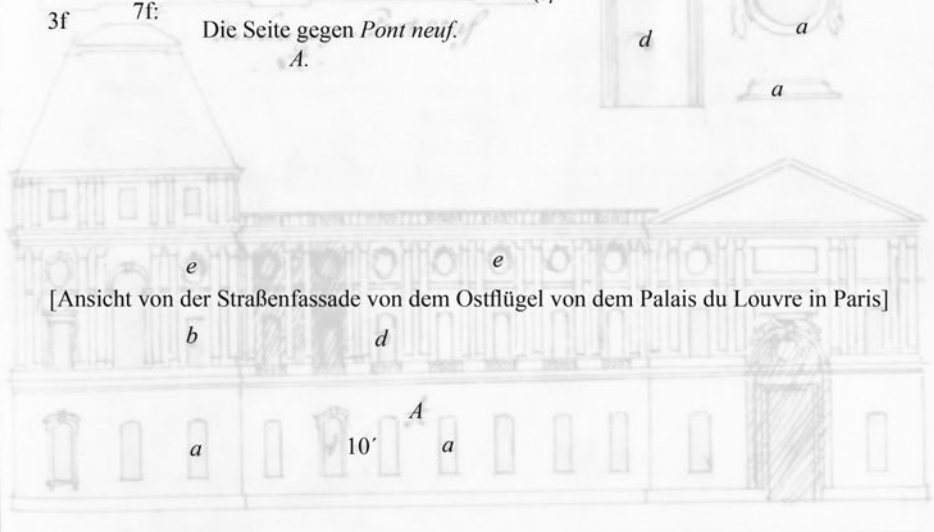 3f 7f:
Die Seite gegen Pont neuf.
A.
d
a
a
e e
[Ansicht von der Straßenfassade von dem Ostflügel von dem Palais du Louvre in Paris]
b d
A
a 10´ a